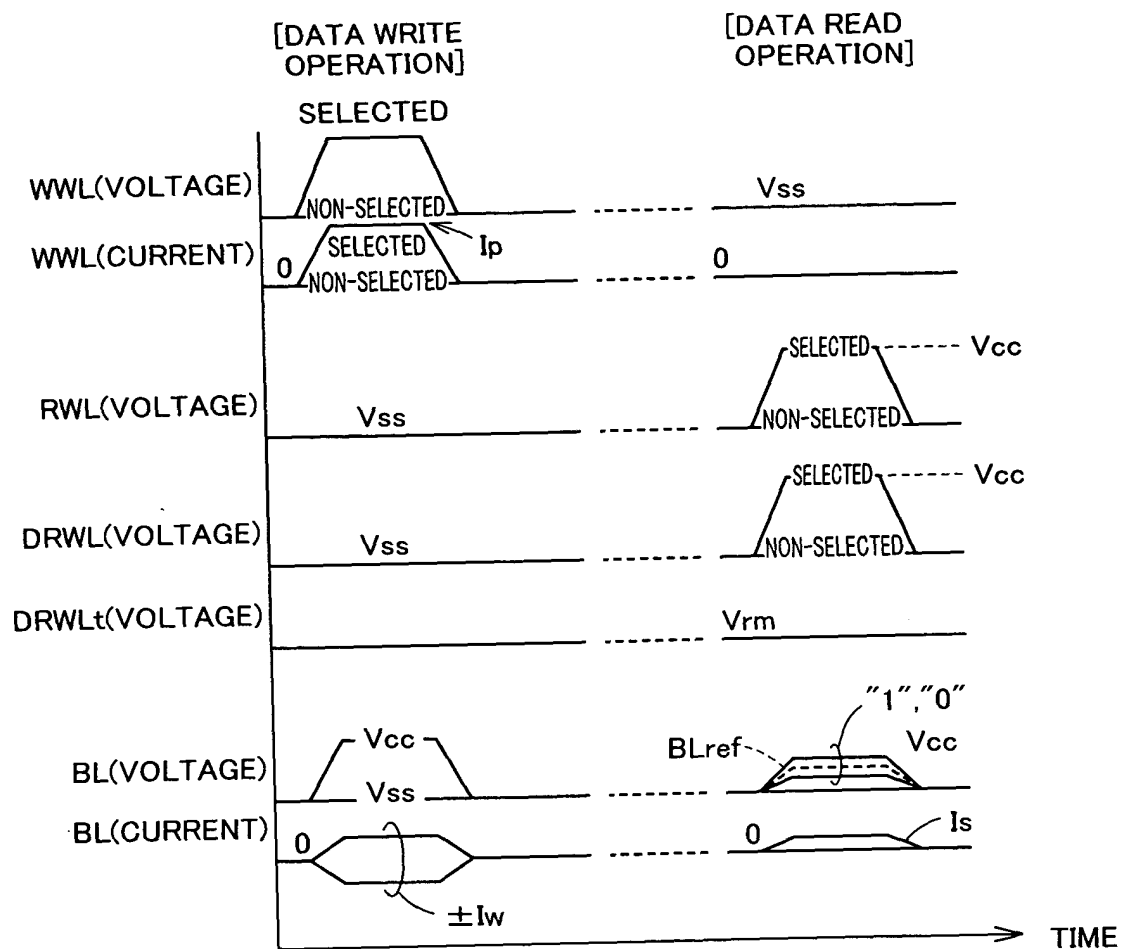 [DATA WRITE
OPERATION]
[DATA READ
OPERATION]
SELECTED
WWL(VOLTAGE)
NON-SELECTED
Vss
WWL(CURRENT)
0
SELECTED
Ip
NON-SELECTED
0
RWL(VOLTAGE)
Vss
SELECTED
Vcc
NON-SELECTED
DRWL(VOLTAGE)
Vss
SELECTED
Vcc
NON-SELECTED
DRWLt(VOLTAGE)
Vrm
BL(VOLTAGE)
Vcc
Vss
BLref
"1","0"
Vcc
BL(CURRENT)
0
±Iw
0
Is
TIME